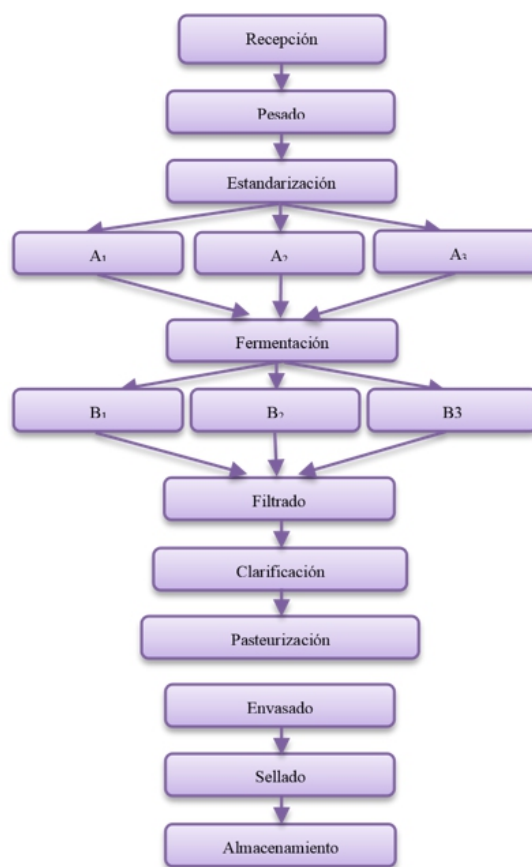 Recepción
Pesado
Estandarización
A₁ A₂ A₃
Fermentación
B₁ B₂ B3
Filtrado
Clarificación
Pasteurización
Envasado
Sellado
Almacenamiento